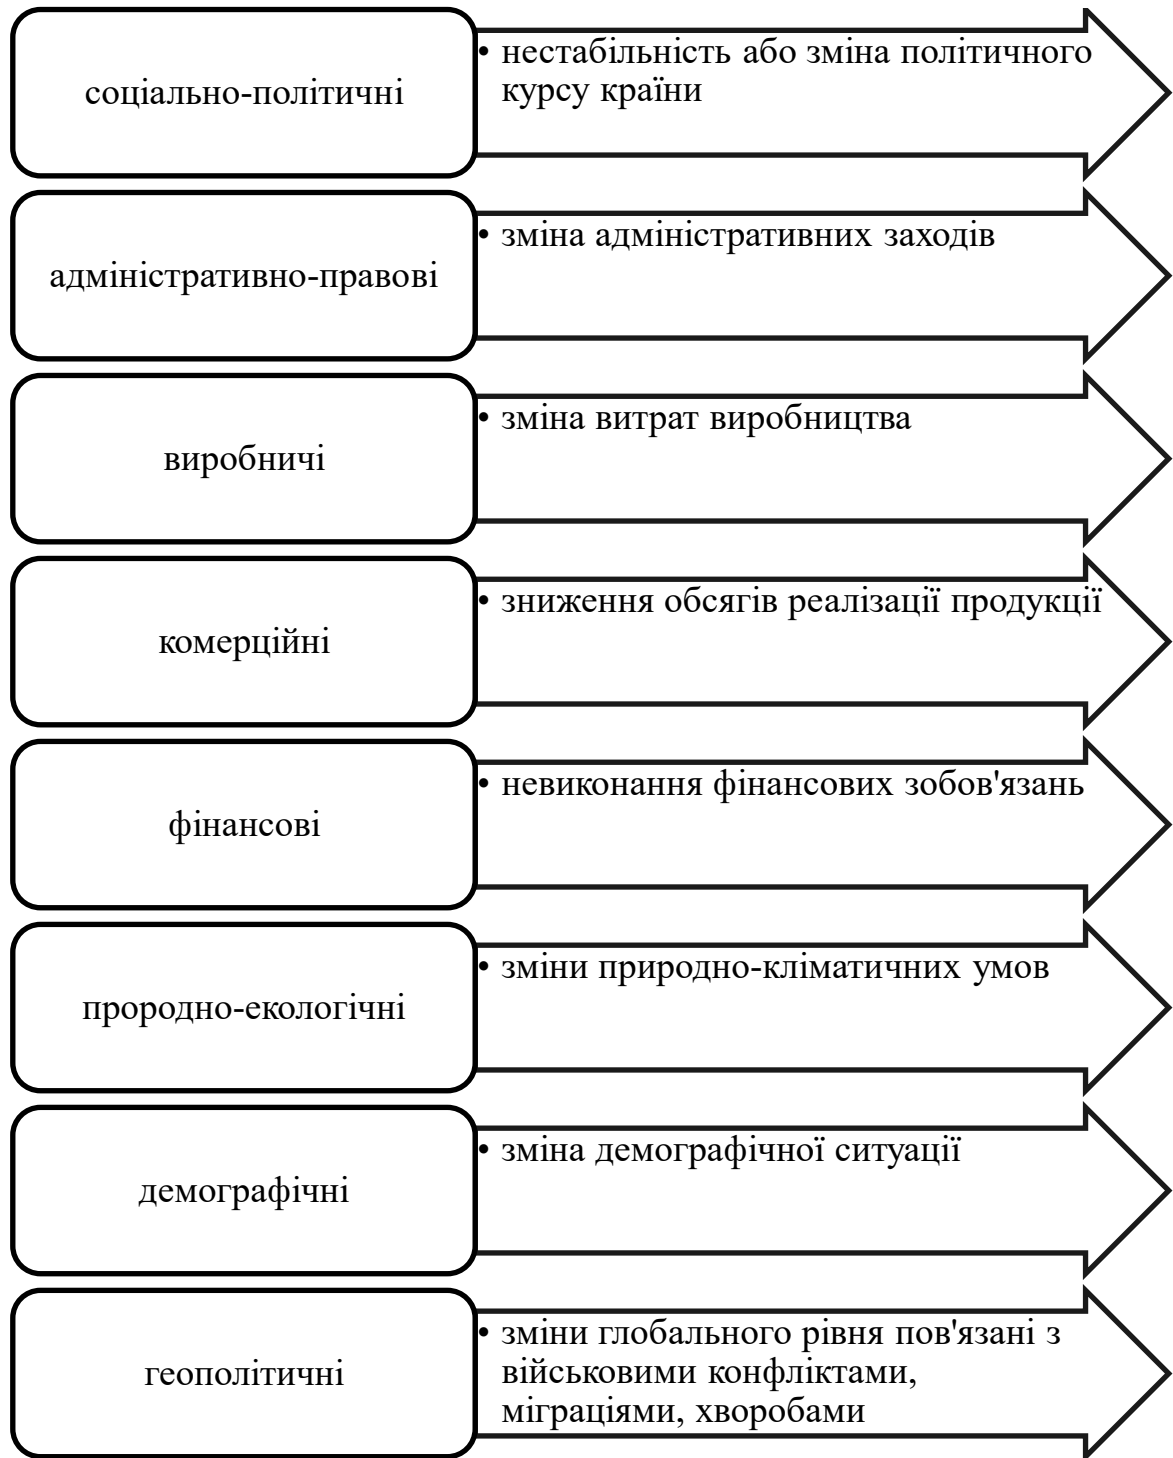 соціально-політичні
• нестабільність або зміна політичного
курсу країни
адміністративно-правові
• зміна адміністративних заходів
виробничі
• зміна витрат виробництва
комерційні
• зниження обсягів реалізації продукції
фінансові
• невиконання фінансових зобов'язань
прородно-екологічні
• зміни природно-кліматичних умов
демографічні
• зміна демографічної ситуації
геополітичні
• зміни глобального рівня пов'язані з
військовими конфліктами,
міграціями, хворобами